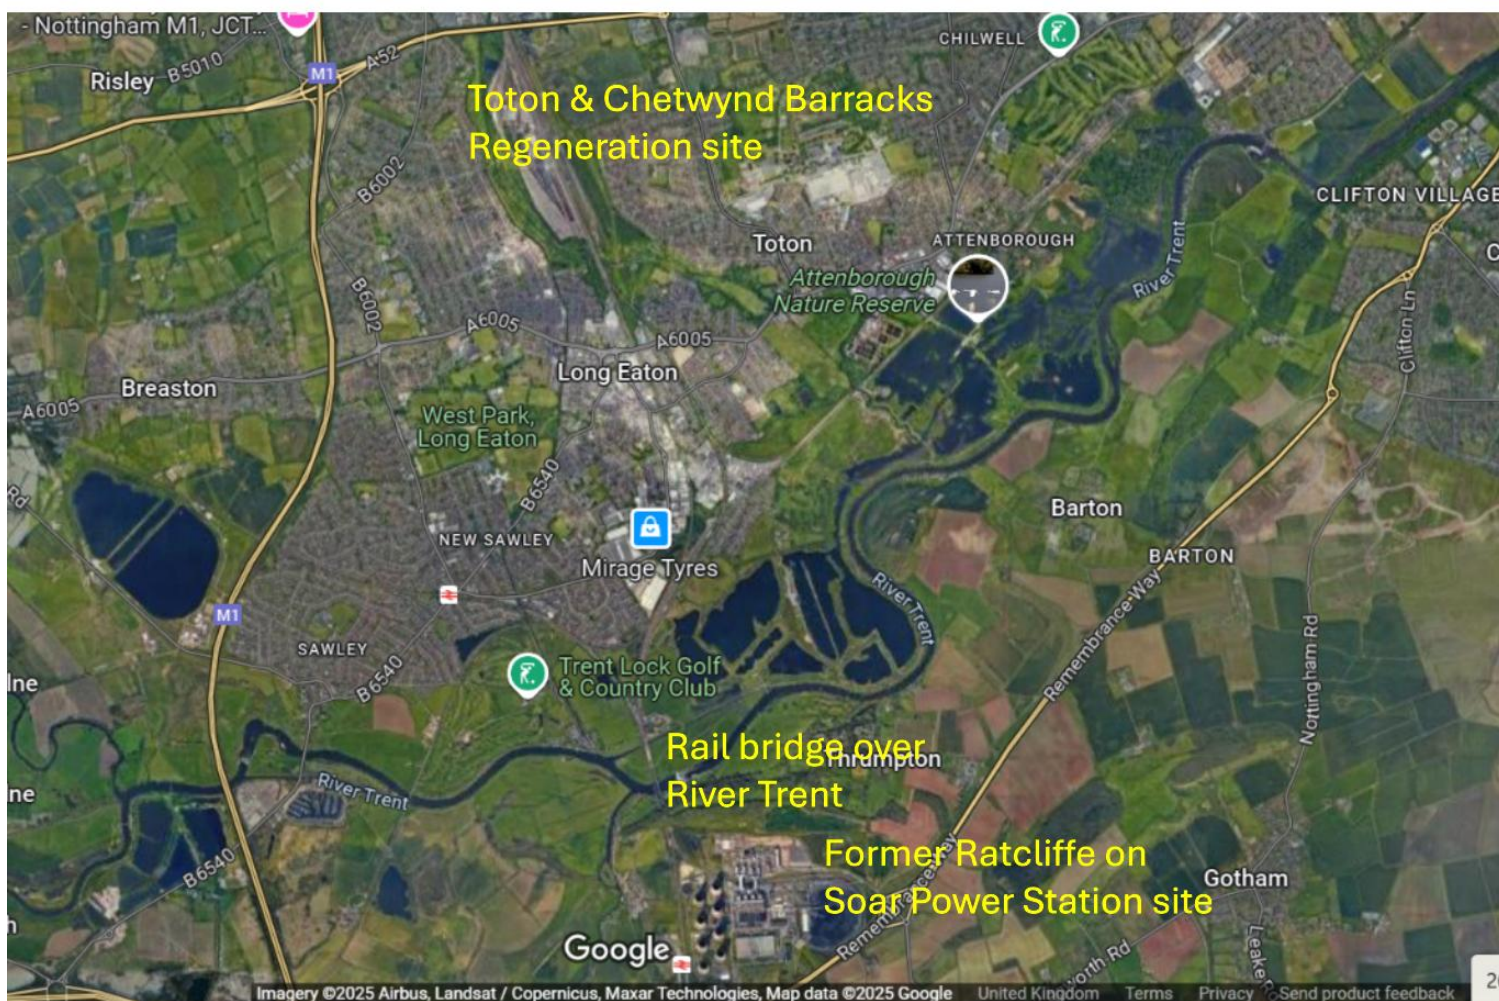 - Nottingham M1, JCT...
CHILWELL
Risley
B5010
M1
A52
Toton & Chetwynd Barracks
Regeneration site
B6002
CLIFTON VILLAGE
Toton
ATTENBOROUGH
Attenborough
Nature Reserve
River Trent
B6002
A6005
A6005
Clifton Ln
Long Eaton
Breaston
A6005
West Park,
Long Eaton
B6540
Rd
Barton
NEW SAWLEY
BARTON
Mirage Tyres
River Trent
Remembrance Way
M1
SAWLEY
B6540
Trent Lock Golf
& Country Club
Nottingham Rd
Rail bridge over
River Trent
Thrumpton
River Trent
Former Ratcliffe on
Soar Power Station site
B6540
Gotham
Remembrance Way
Google
Imagery ©2025 Airbus, Landsat / Copernicus, Maxar Technologies, Map data ©2025 Google United Kingdom Terms Privacy Send product feedback